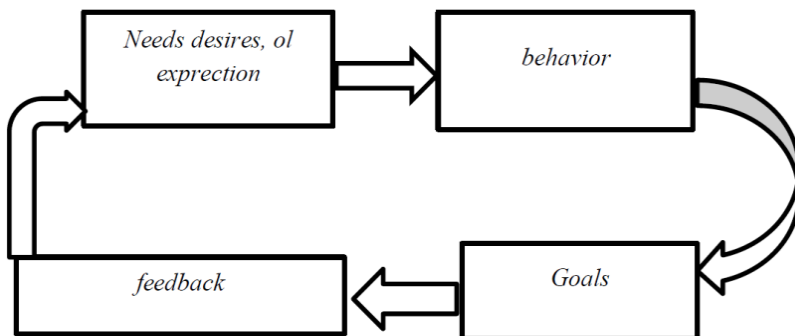 Needs desires, ol
exprection
behavior
Goals
feedback